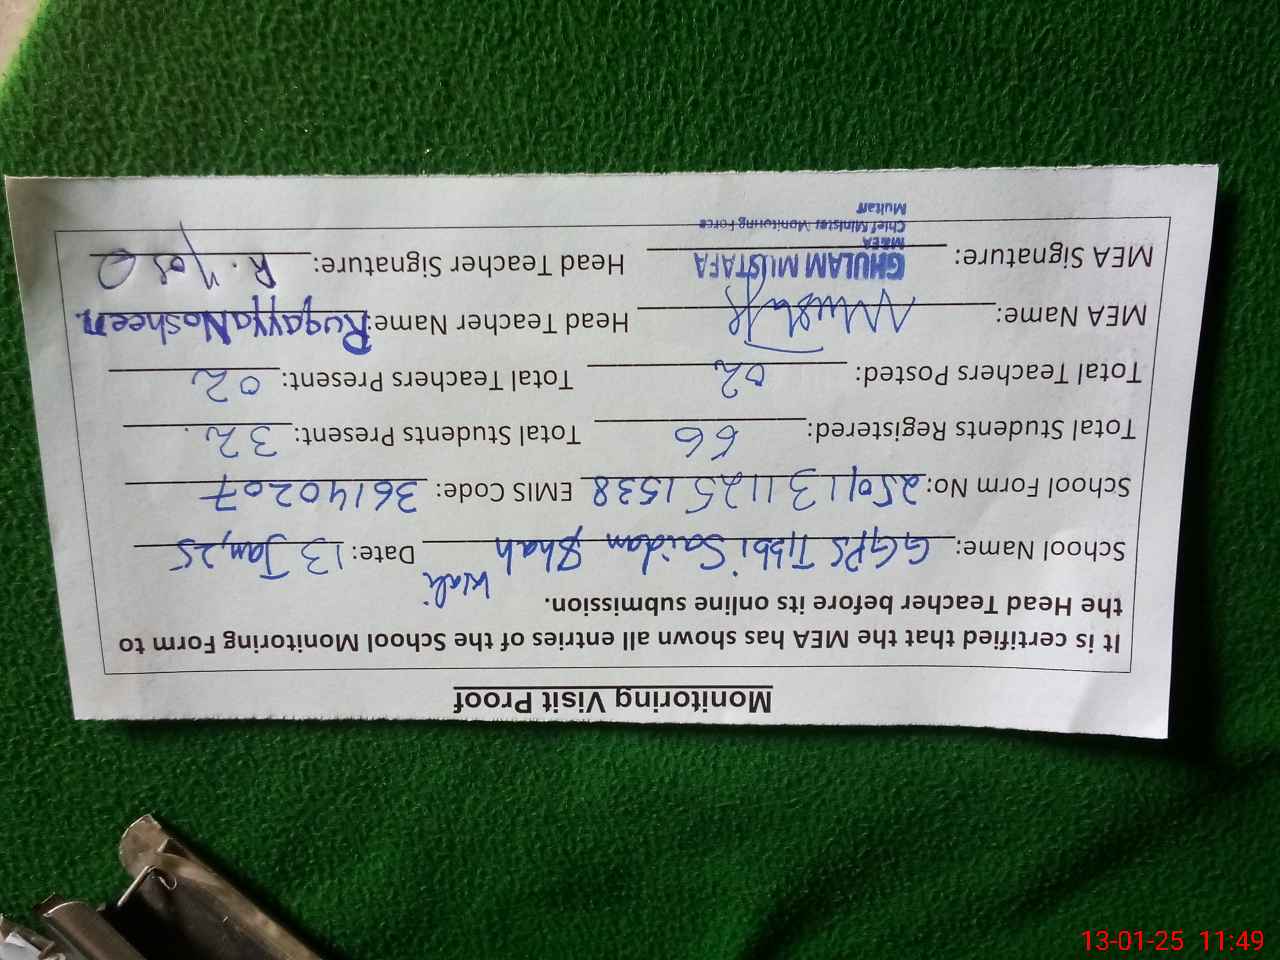 Monitoring Visit Proof
It is certified that the MEA has shown all entries of the School Monitoring Form to
the Head Teacher before its online submission.
School Name: GGPS Tibbi Saidan Shah Wali Date: 13 Jan, 25
School Form No: 25011311251538 EMIS Code: 36140207
Total Students Registered: 66 Total Students Present: 32
Total Teachers Posted: 02 Total Teachers Present: 02
MEA Name: Head Teacher Name: Ruqayya Nosheen
MEA Signature: GHULAM MUSTAFA Head Teacher Signature:
MEA
Chief Minister Monitoring Force
Multan
13-01-25 11:49